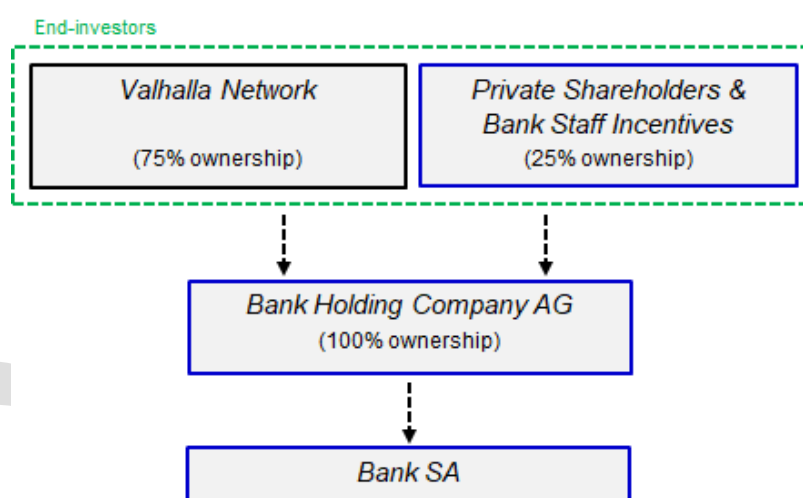 End-investors
Valhalla Network
(75% ownership)
Private Shareholders &
Bank Staff Incentives
(25% ownership)
Bank Holding Company AG
(100% ownership)
Bank SA